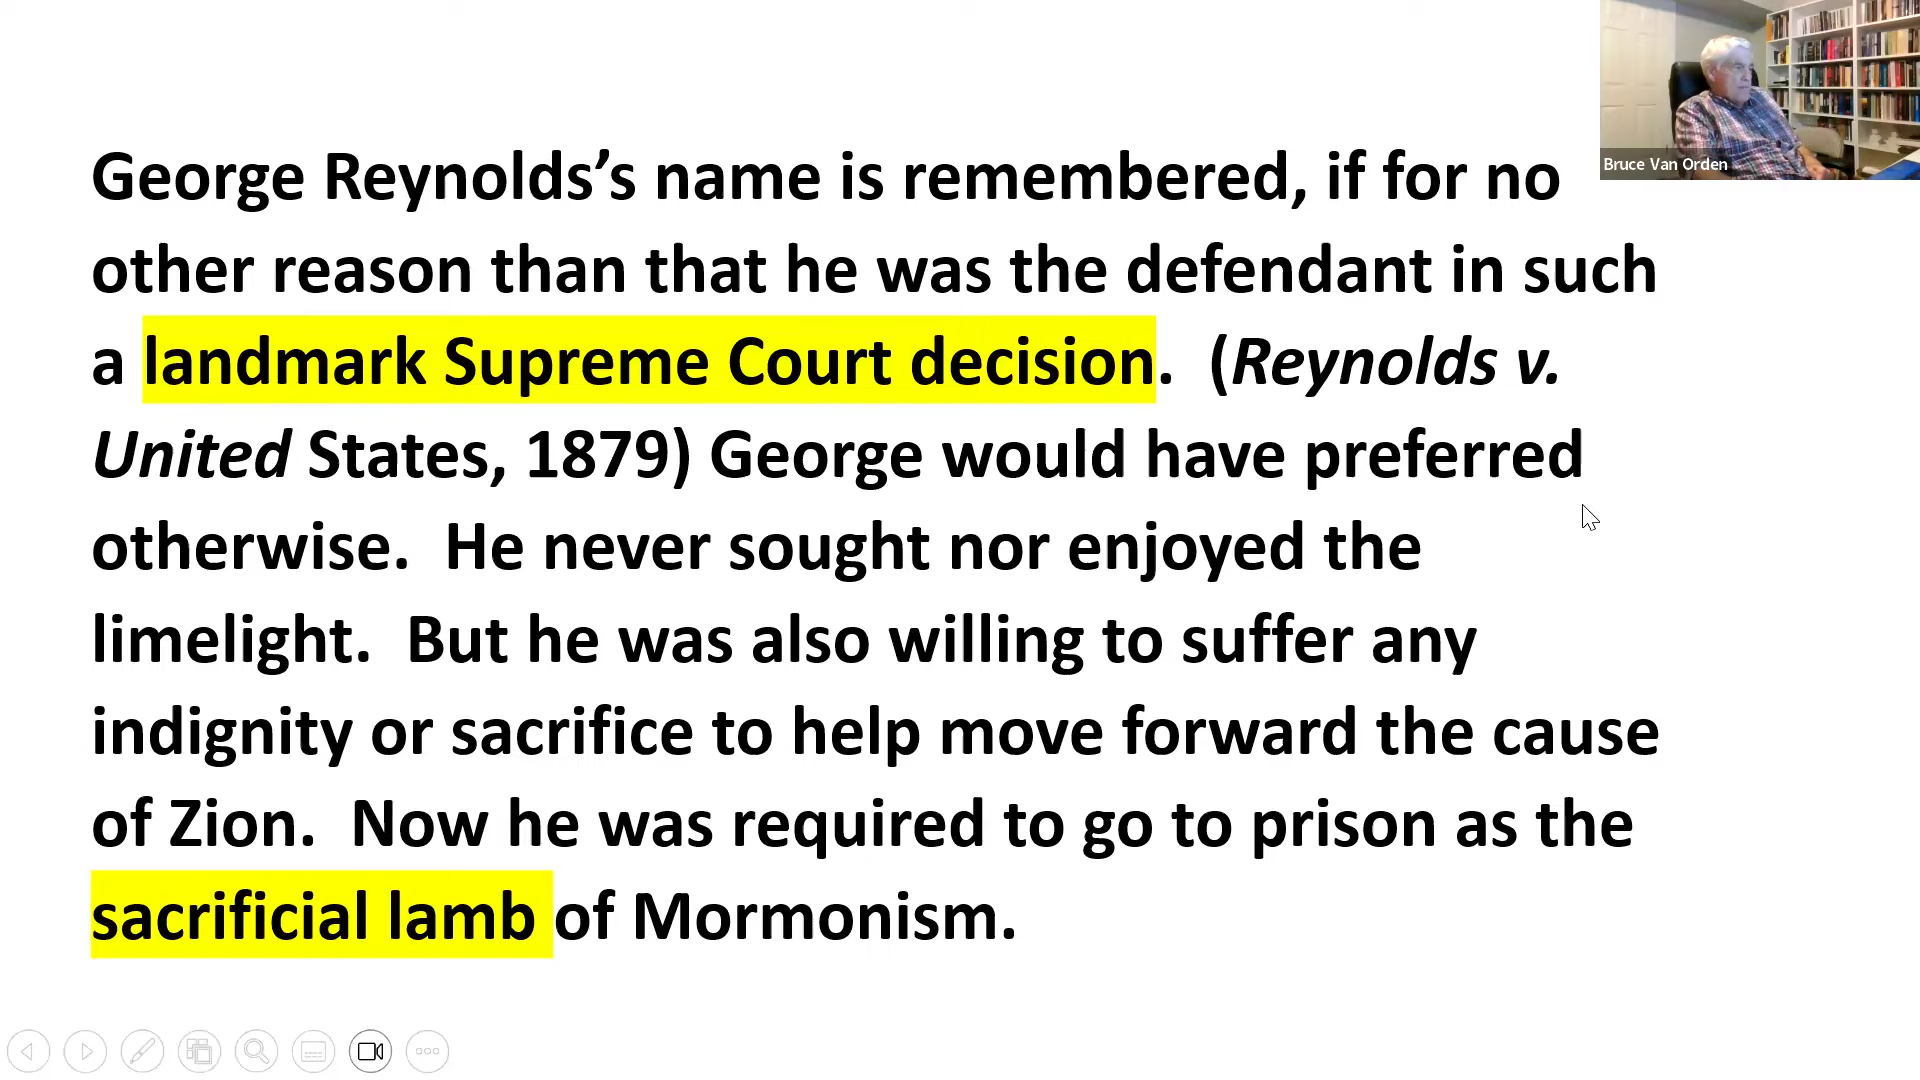 George Reynolds’s name is remembered, if for no
other reason than that he was the defendant in such
a landmark Supreme Court decision.  (Reynolds v.
United States, 1879) George would have preferred
otherwise.  He never sought nor enjoyed the
limelight.  But he was also willing to suffer any
indignity or sacrifice to help move forward the cause
of Zion.  Now he was required to go to prison as the
sacrificial lamb of Mormonism.
Bruce Van Orden